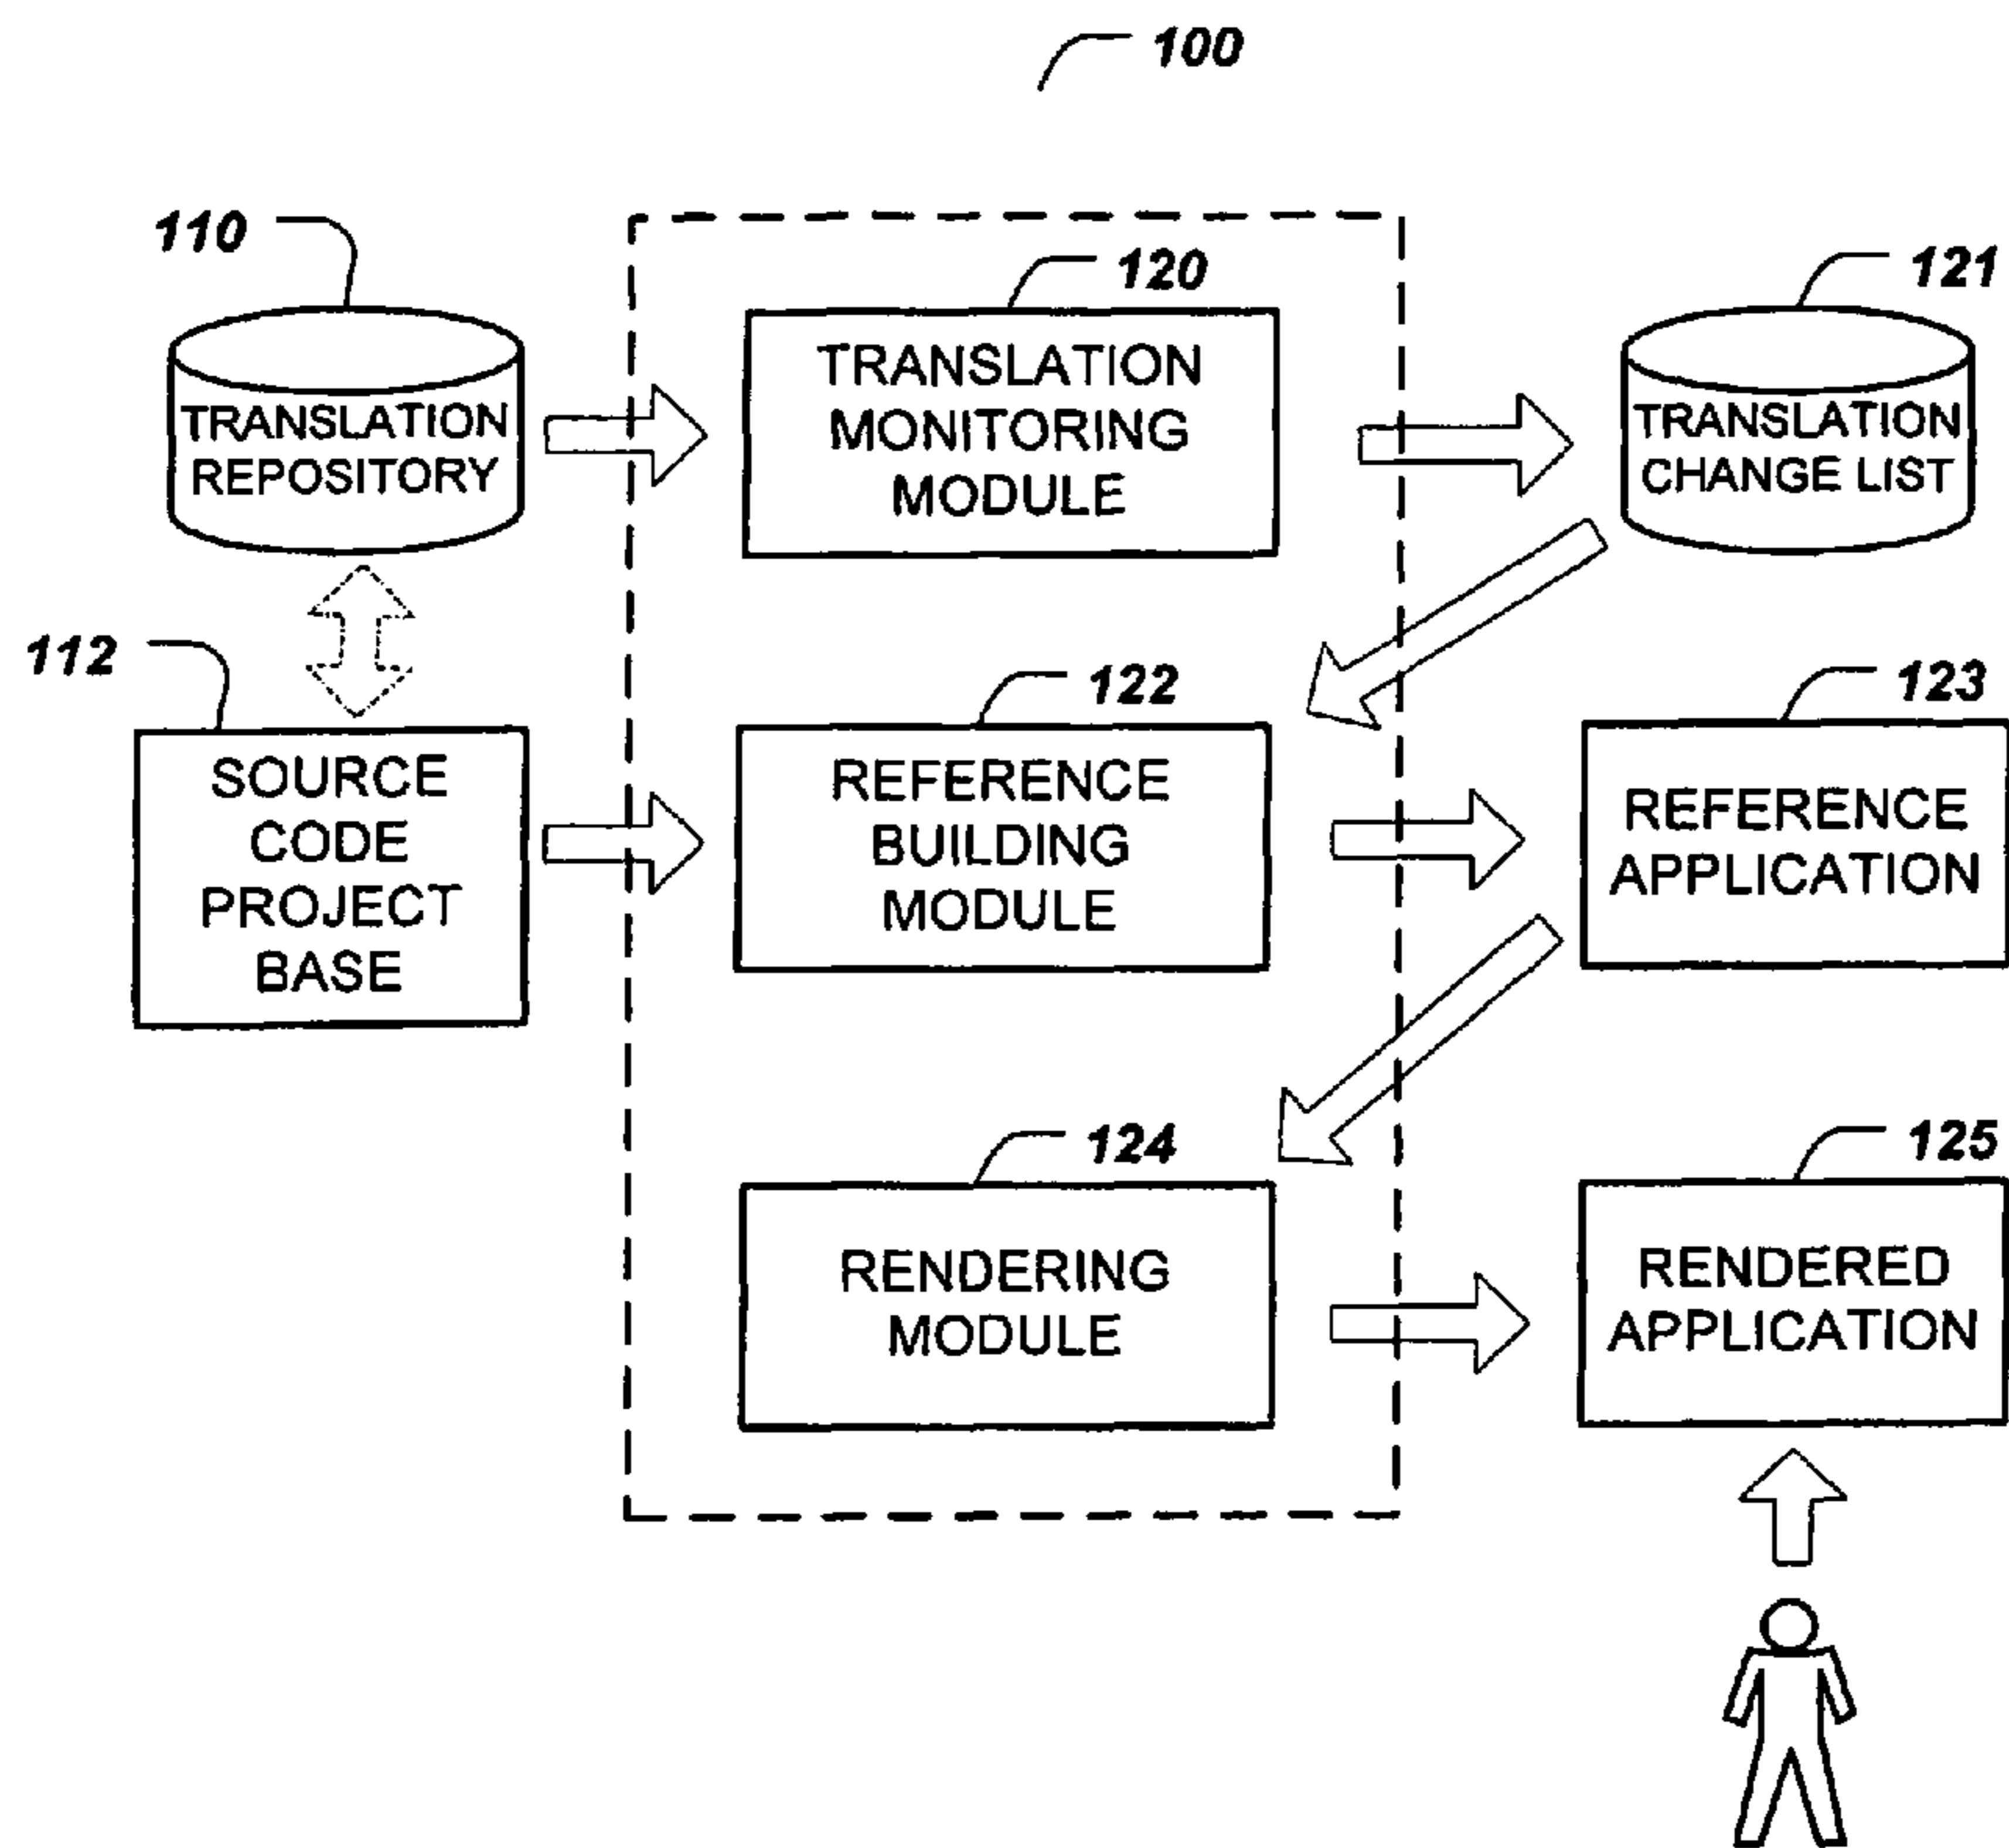 100
110
120
121
TRANSLATION
REPOSITORY
TRANSLATION
MONITORING
MODULE
TRANSLATION
CHANGE LIST
112
122
123
SOURCE
CODE
PROJECT
BASE
REFERENCE
BUILDING
MODULE
REFERENCE
APPLICATION
124
125
RENDERING
MODULE
RENDERED
APPLICATION